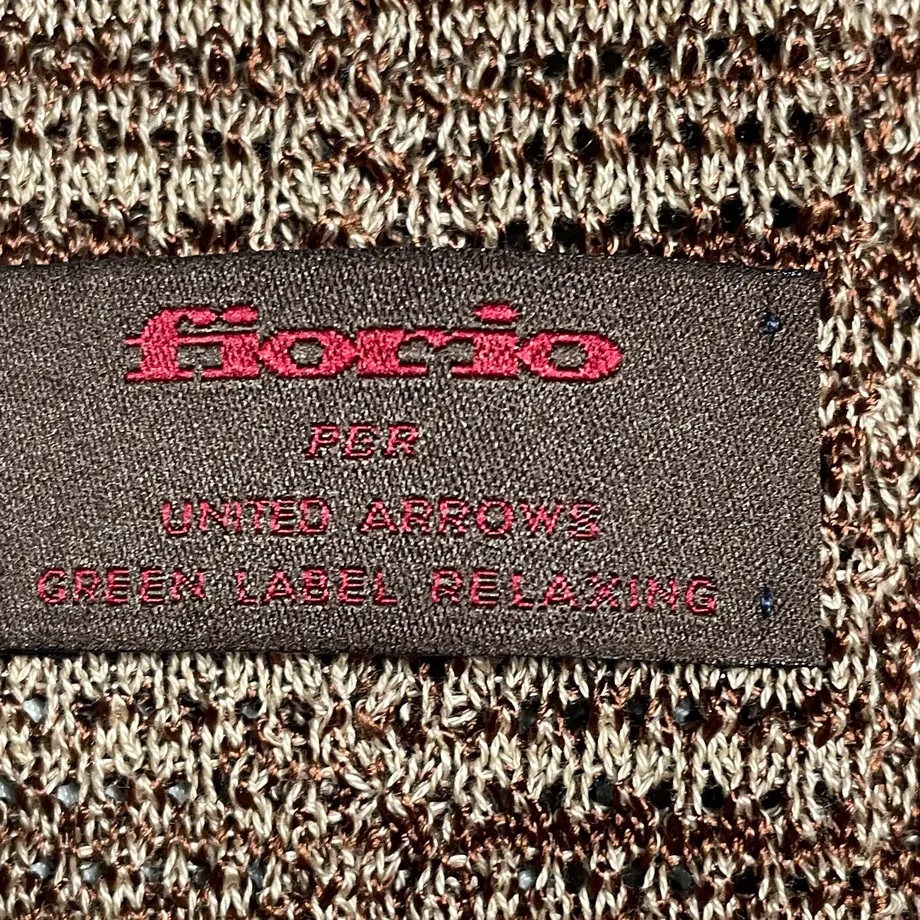 fiorio
PER
UNITED ARROWS
GREEN LABEL RELAXING